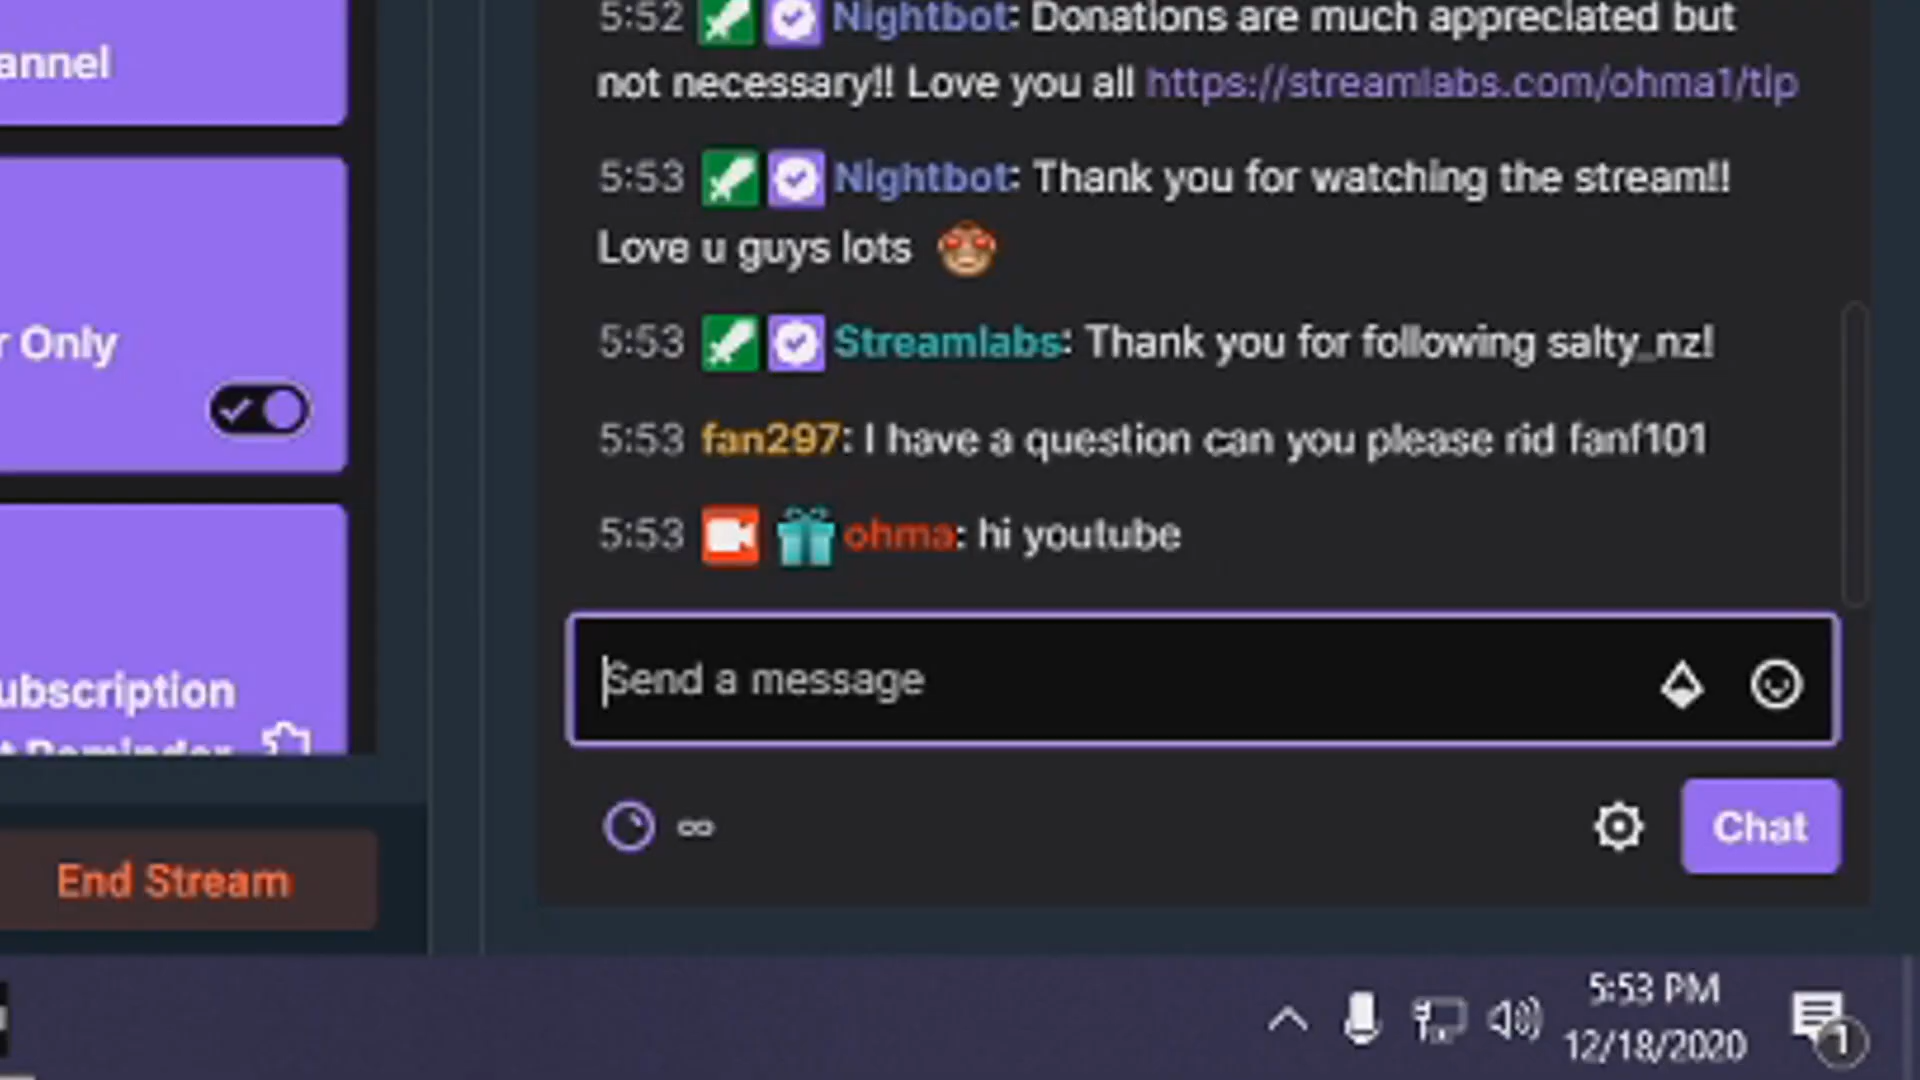 annel
r Only
ubscription
t Reminder
End Stream
5:52 Nightbot: Donations are much appreciated but
not necessary!! Love you all https://streamlabs.com/ohma1/tip
5:53 Nightbot: Thank you for watching the stream!!
Love u guys lots
5:53 Streamlabs: Thank you for following salty_nz!
5:53 fan297: I have a question can you please rid fanf101
5:53 ohma: hi youtube
Send a message
∞
Chat
5:53 PM
12/18/2020
1